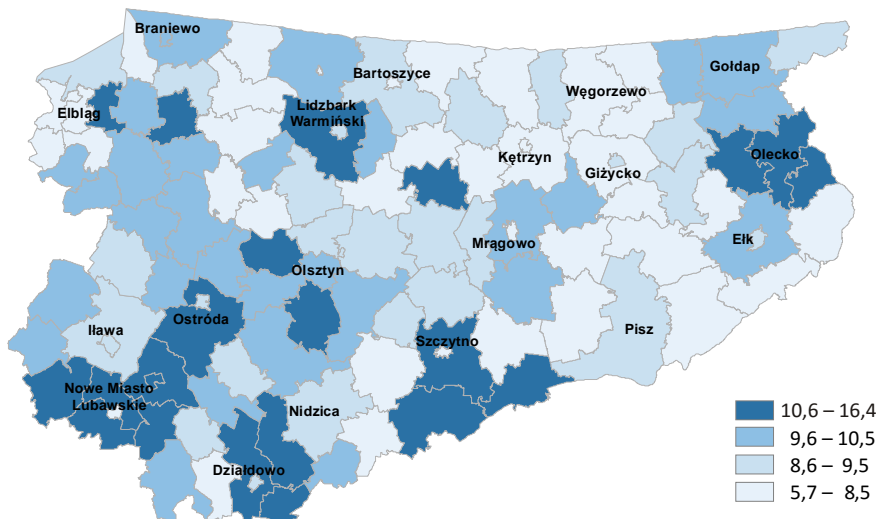 Braniewo
Gołdap
Bartoszyce
Węgorzewo
Elbląg
Lidzbark
Warmiński
Kętrzyn
Olecko
Giżycko
Mrągowo
Ełk
Olsztyn
Ostróda
Iława
Pisz
Szczytno
Nowe Miasto
Lubawskie
Nidzica
Działdowo
10,6 – 16,4
9,6 – 10,5
8,6 – 9,5
5,7 – 8,5